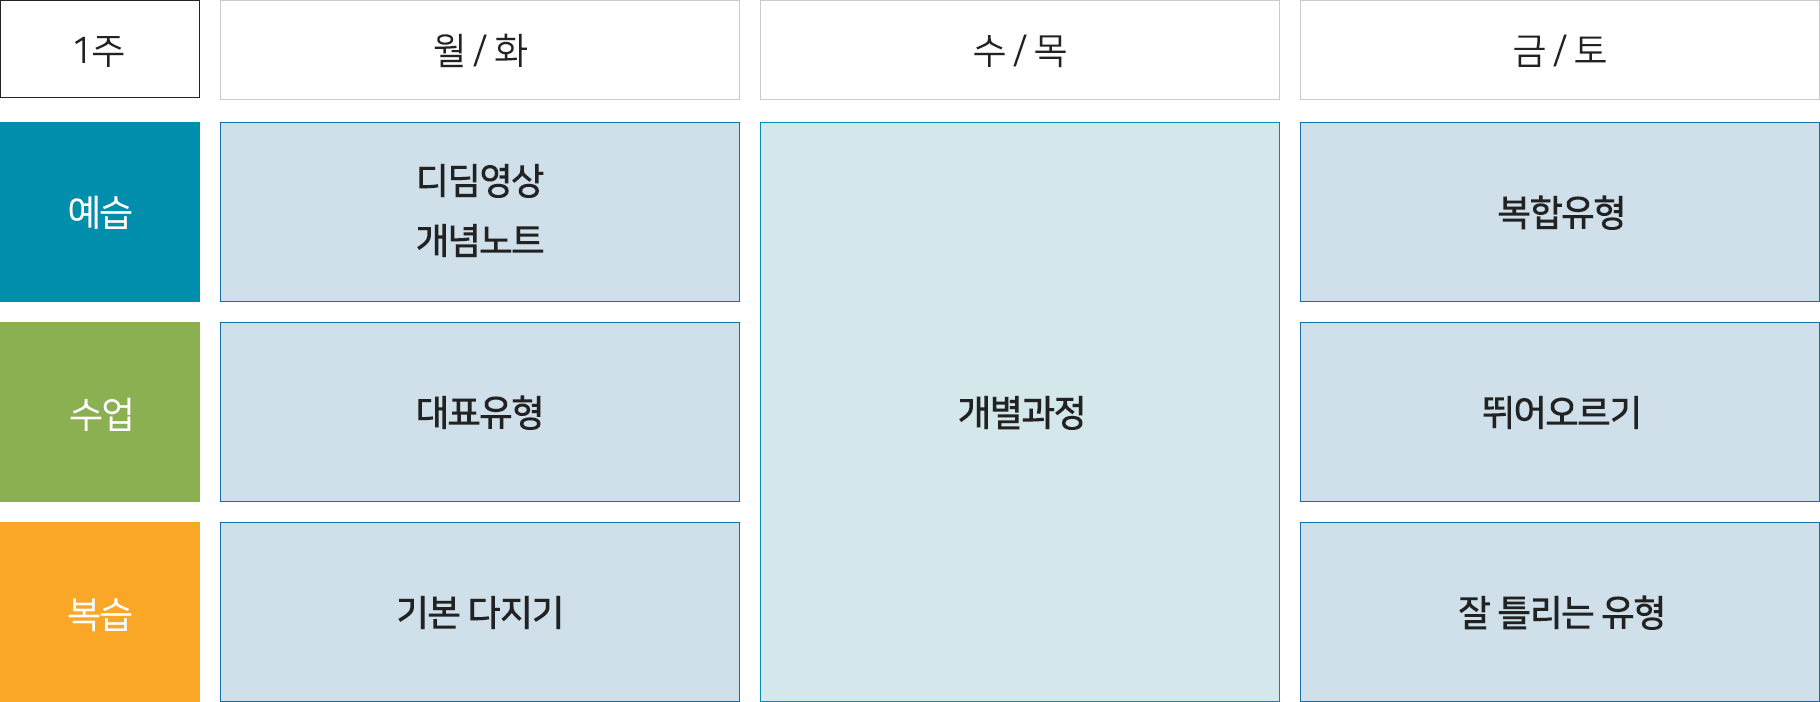 1주
월 / 화
수 / 목
금 / 토
예습
디딤영상
개념노트
복합유형
수업
대표유형
개별과정
뛰어오르기
복습
기본 다지기
잘 틀리는 유형